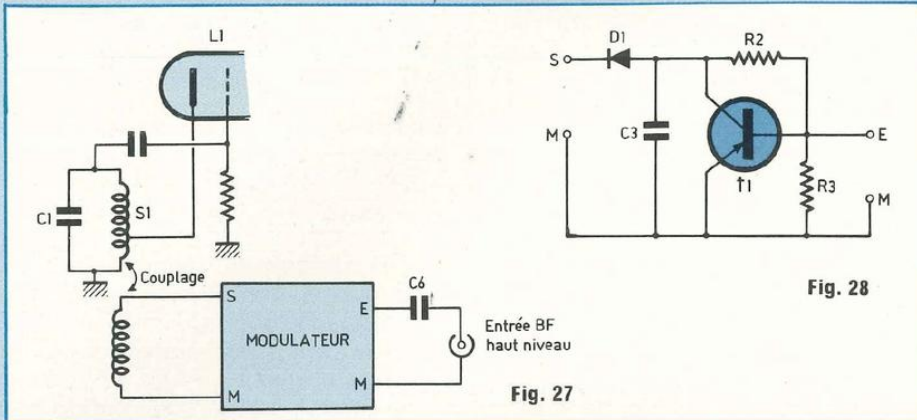 L1
C1
S1
Couplage
S
M
MODULATEUR
E
M
C6
Entrée BF
haut niveau
Fig. 27
D1
S
M
C3
R2
t1
R3
E
M
Fig. 28